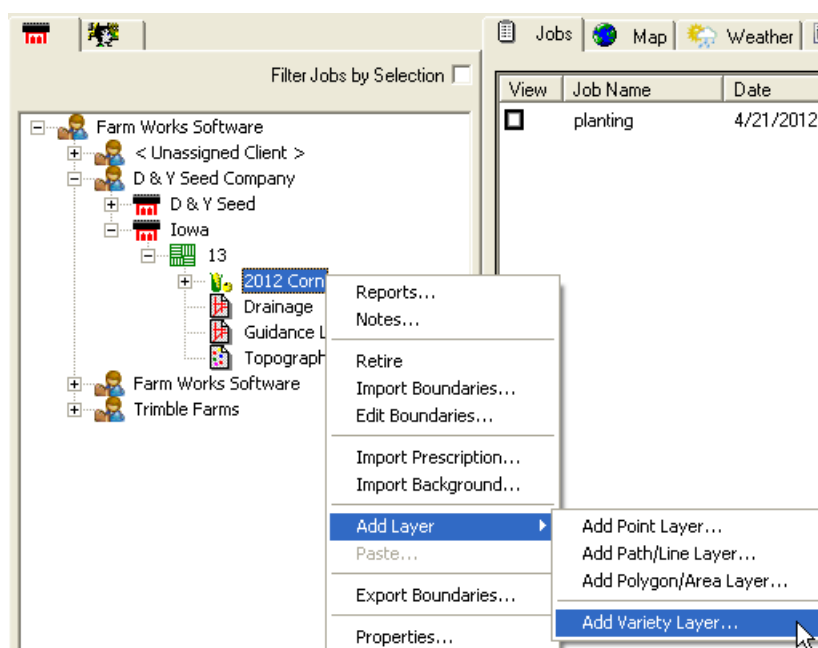 Jobs Map Weather
Filter Jobs by Selection
View Job Name Date
planting 4/21/2012
Farm Works Software
< Unassigned Client >
D & Y Seed Company
D & Y Seed
Iowa
13
2012 Corn
Drainage
Guidance L
Topograph
Farm Works Software
Trimble Farms
Reports...
Notes...
Retire
Import Boundaries...
Edit Boundaries...
Import Prescription...
Import Background...
Add Layer
Paste...
Export Boundaries...
Properties...
Add Point Layer...
Add Path/Line Layer...
Add Polygon/Area Layer...
Add Variety Layer...